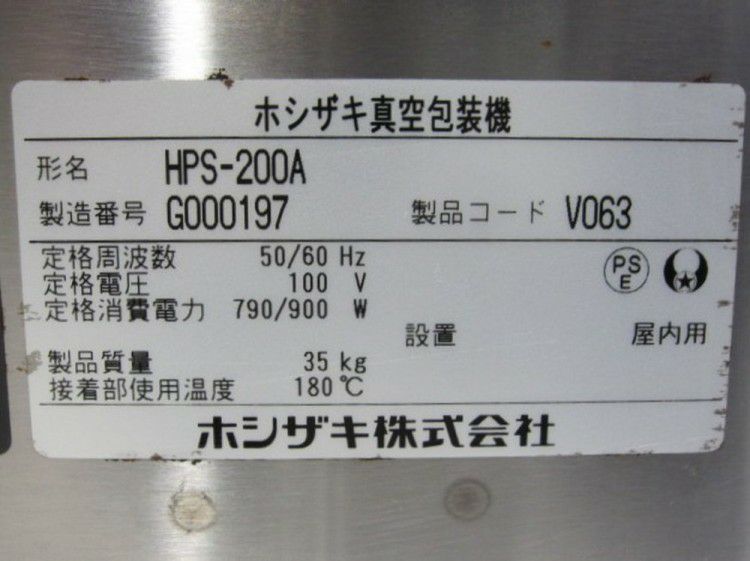 ホシザキ真空包装機
形名 HPS-200A
製造番号 G000197 製品コード V063
定格周波数 50/60 Hz
定格電圧 100 V
定格消費電力 790/900 W
PS
E
設置 屋内用
製品質量 35 kg
接着部使用温度 180℃
ホシザキ株式会社